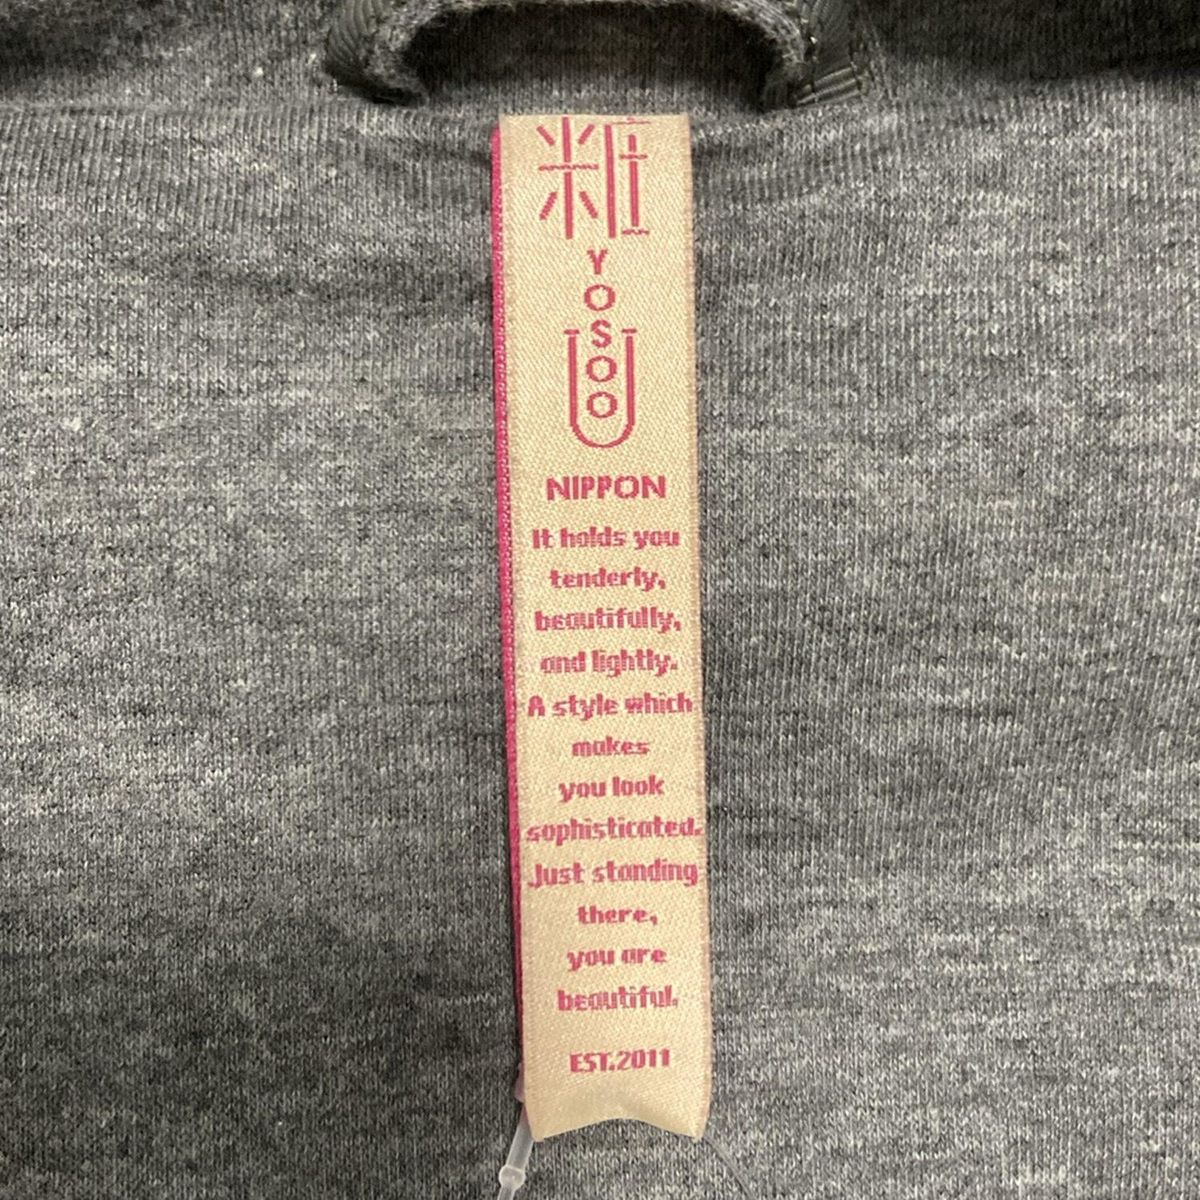 粧
YOSOO
NIPPON
It holds you
tenderly,
beautifully,
and lightly.
A style which
makes
you look
sophisticated.
Just standing
there,
you are
beautiful.
EST.2011